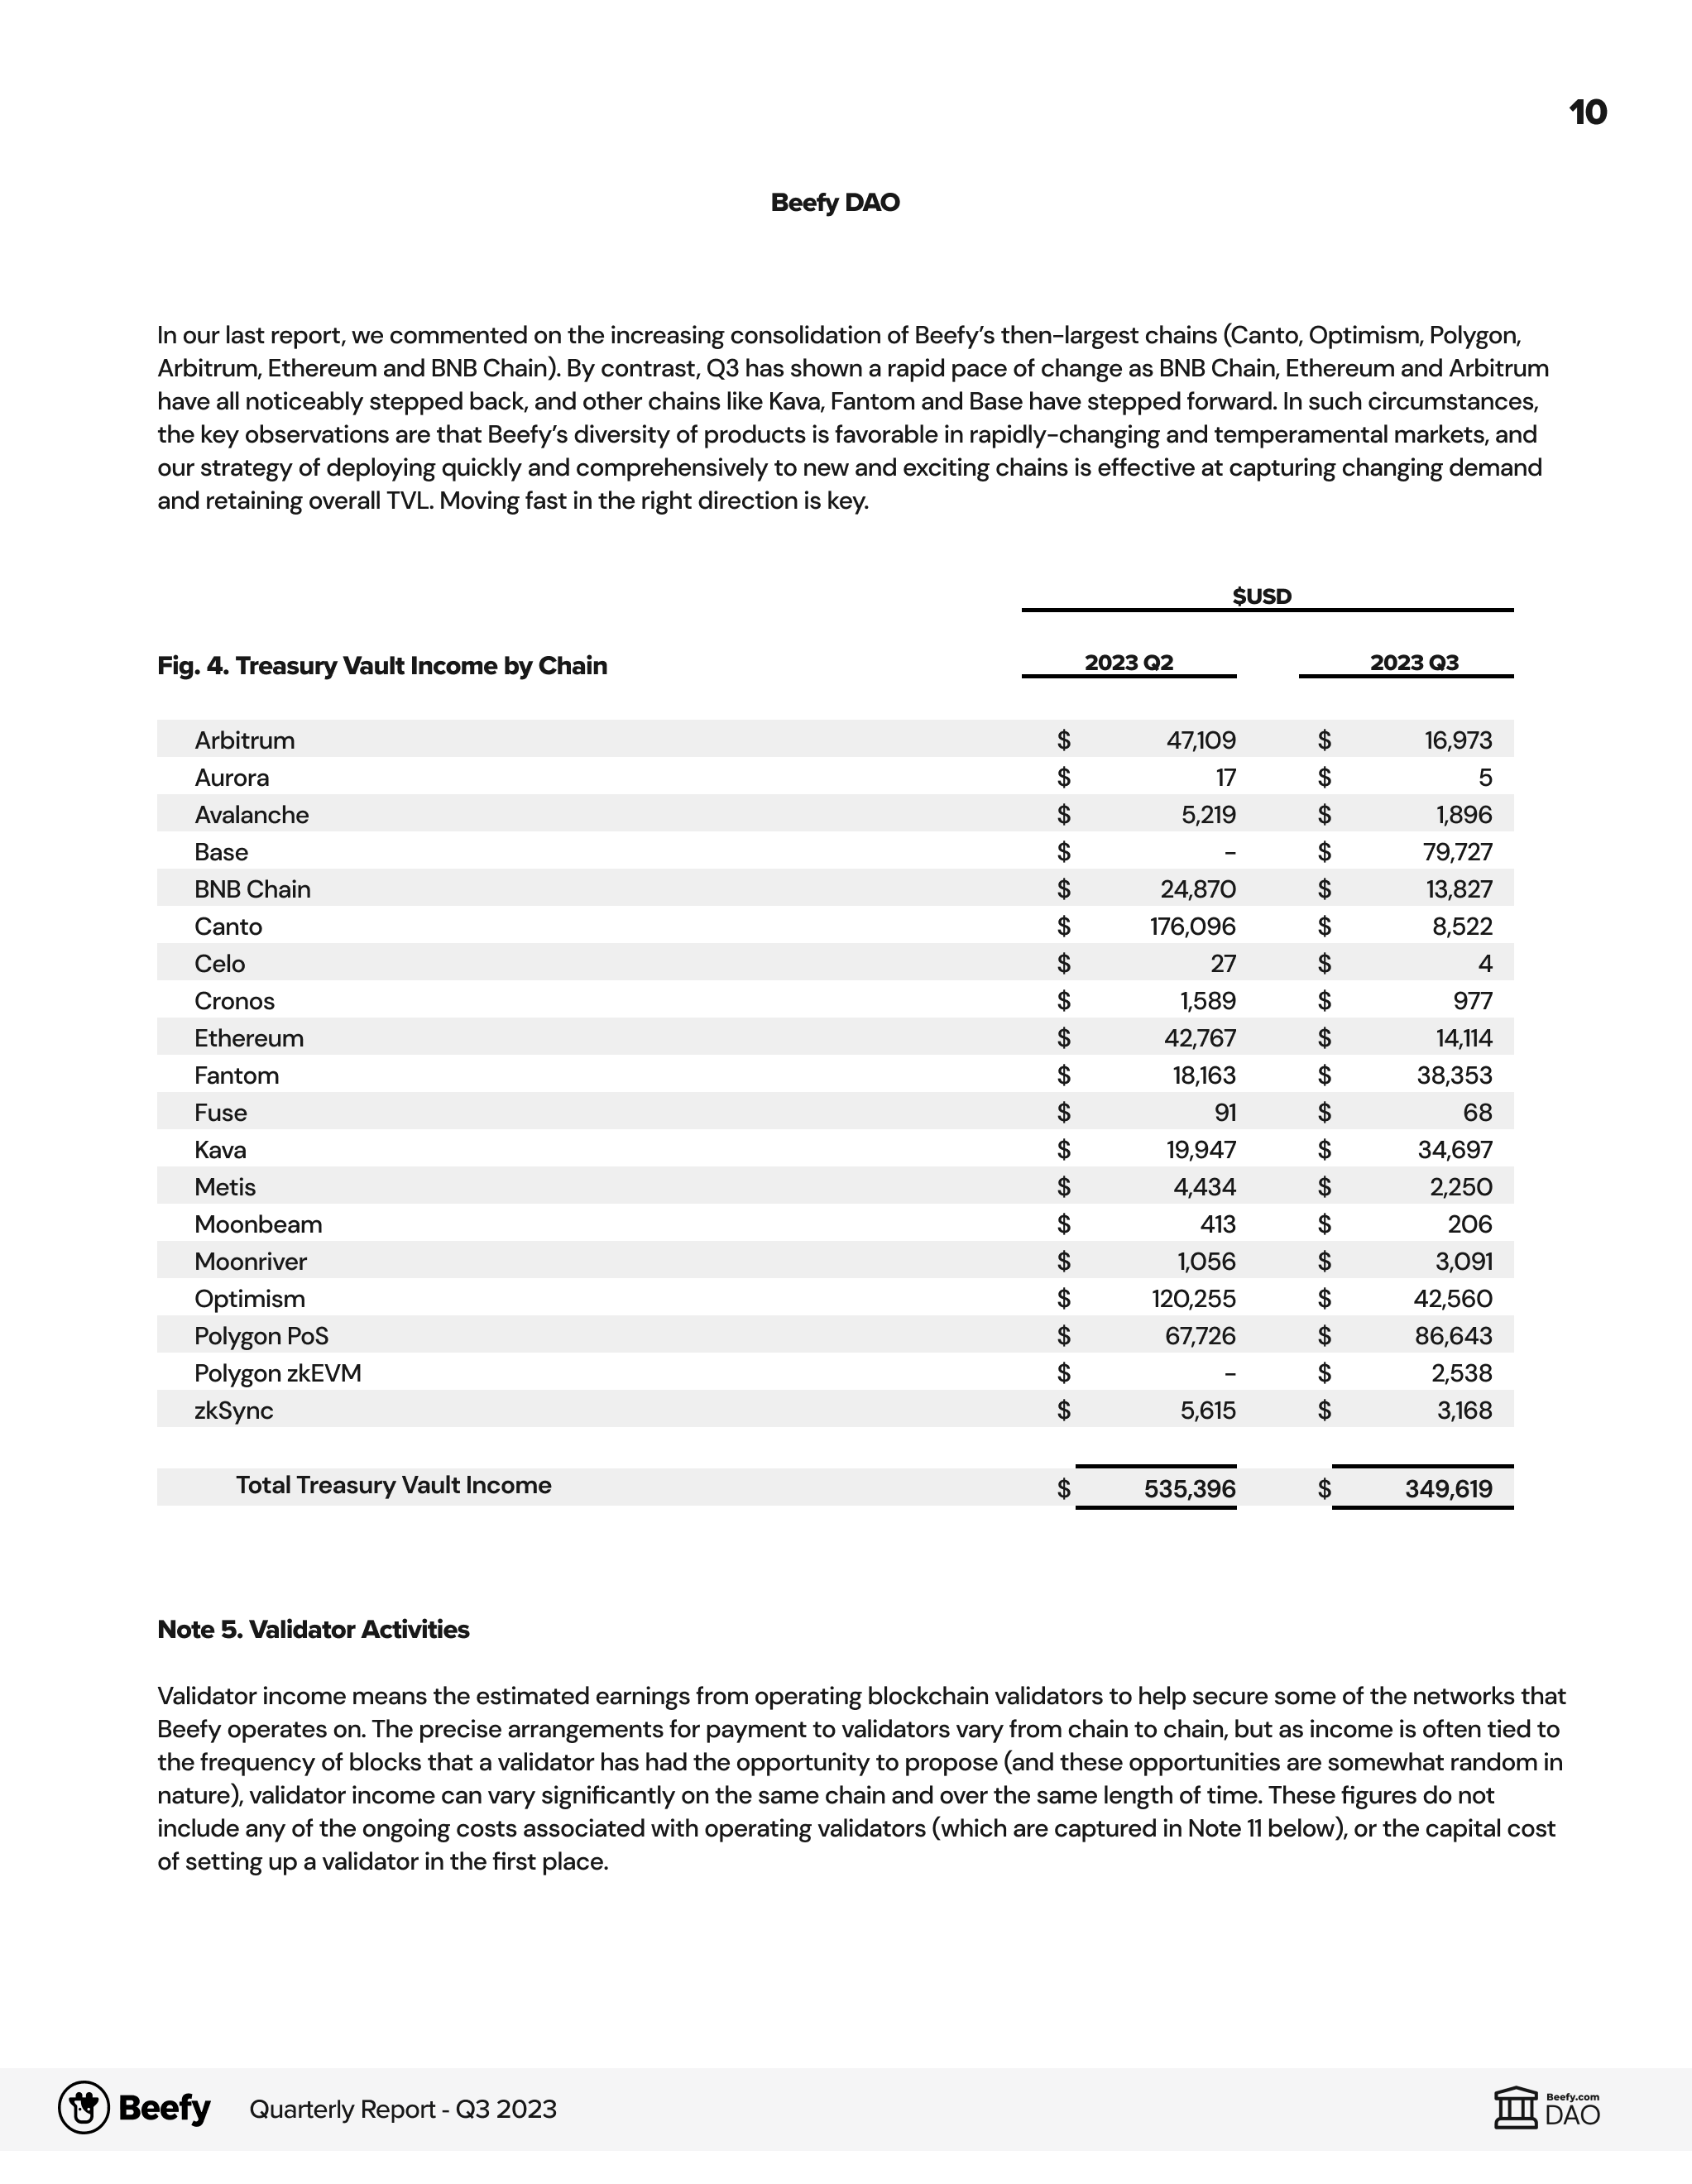 10
Beefy DAO
In our last report, we commented on the increasing consolidation of Beefy’s then-largest chains (Canto, Optimism, Polygon,
Arbitrum, Ethereum and BNB Chain). By contrast, Q3 has shown a rapid pace of change as BNB Chain, Ethereum and Arbitrum
have all noticeably stepped back, and other chains like Kava, Fantom and Base have stepped forward. In such circumstances,
the key observations are that Beefy’s diversity of products is favorable in rapidly-changing and temperamental markets, and
our strategy of deploying quickly and comprehensively to new and exciting chains is effective at capturing changing demand
and retaining overall TVL. Moving fast in the right direction is key.
$USD
Fig. 4. Treasury Vault Income by Chain 2023 Q2 2023 Q3
Arbitrum $ 47,109 $ 16,973
Aurora $ 17 $ 5
Avalanche $ 5,219 $ 1,896
Base $ – $ 79,727
BNB Chain $ 24,870 $ 13,827
Canto $ 176,096 $ 8,522
Celo $ 27 $ 4
Cronos $ 1,589 $ 977
Ethereum $ 42,767 $ 14,114
Fantom $ 18,163 $ 38,353
Fuse $ 91 $ 68
Kava $ 19,947 $ 34,697
Metis $ 4,434 $ 2,250
Moonbeam $ 413 $ 206
Moonriver $ 1,056 $ 3,091
Optimism $ 120,255 $ 42,560
Polygon PoS $ 67,726 $ 86,643
Polygon zkEVM $ – $ 2,538
zkSync $ 5,615 $ 3,168
Total Treasury Vault Income $ 535,396 $ 349,619
Note 5. Validator Activities
Validator income means the estimated earnings from operating blockchain validators to help secure some of the networks that
Beefy operates on. The precise arrangements for payment to validators vary from chain to chain, but as income is often tied to
the frequency of blocks that a validator has had the opportunity to propose (and these opportunities are somewhat random in
nature), validator income can vary significantly on the same chain and over the same length of time. These figures do not
include any of the ongoing costs associated with operating validators (which are captured in Note 11 below), or the capital cost
of setting up a validator in the first place.
Beefy Quarterly Report - Q3 2023
Beefy.com
DAO